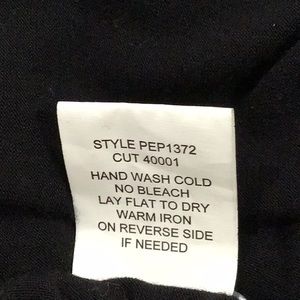 STYLE PEP1372
CUT 40001
HAND WASH COLD
NO BLEACH
LAY FLAT TO DRY
WARM IRON
ON REVERSE SIDE
IF NEEDED